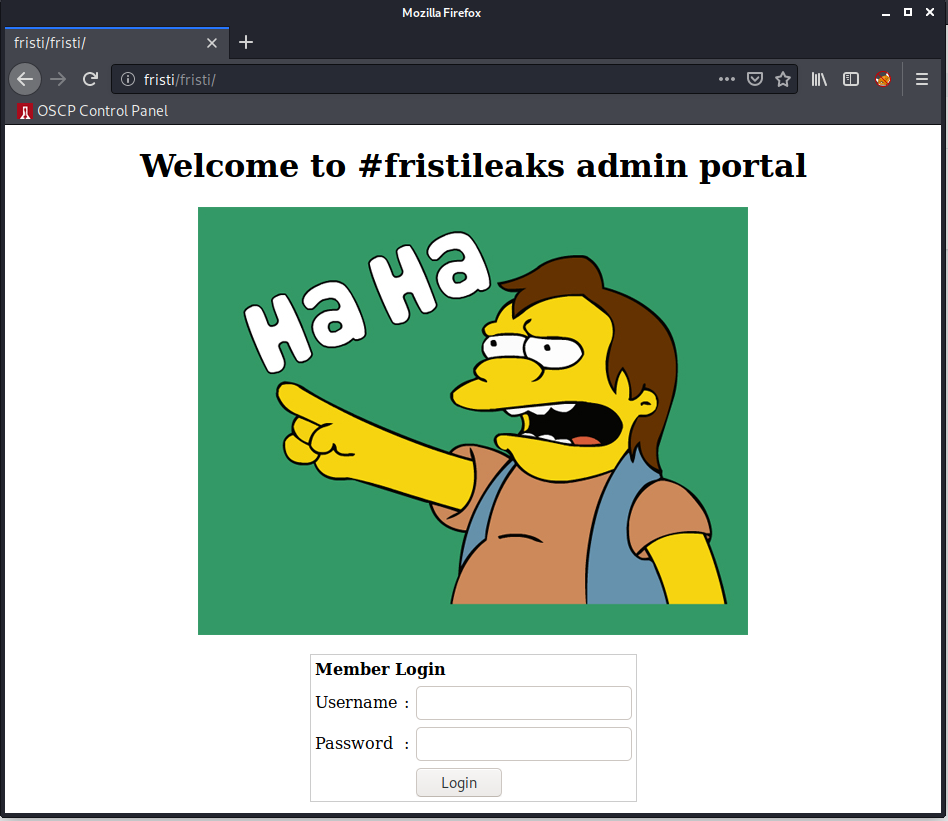 Mozilla Firefox
fristi/fristi/
fristi/fristi/
OSCP Control Panel
Welcome to #fristileaks admin portal
Ha Ha
Member Login
Username :
Password :
Login